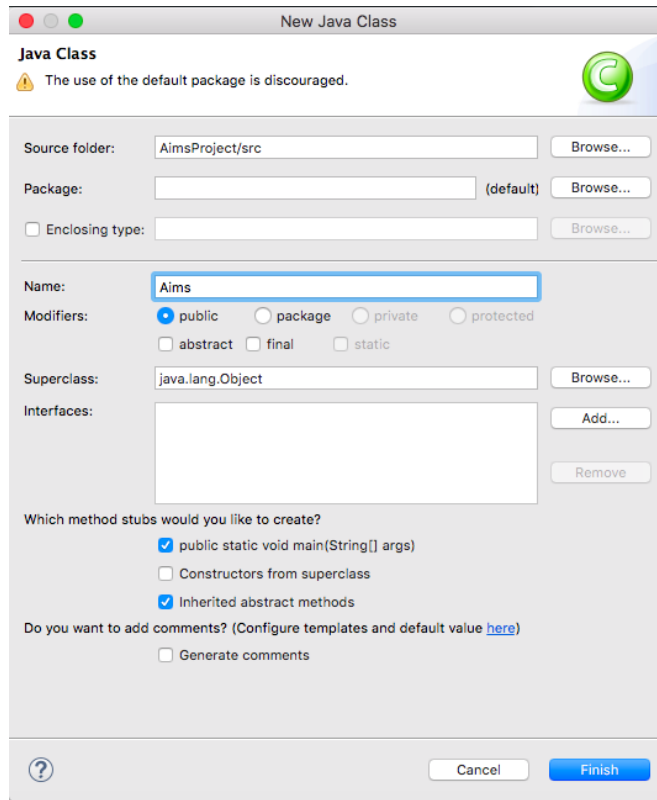 New Java Class
Java Class
The use of the default package is discouraged.
C
Source folder: AimsProject/src Browse...
Package: (default) Browse...
Enclosing type: Browse...
Name: Aims
Modifiers: public package private protected
abstract final static
Superclass: java.lang.Object Browse...
Interfaces: Add...
Remove
Which method stubs would you like to create?
public static void main(String[] args)
Constructors from superclass
Inherited abstract methods
Do you want to add comments? (Configure templates and default value here)
Generate comments
? Cancel Finish